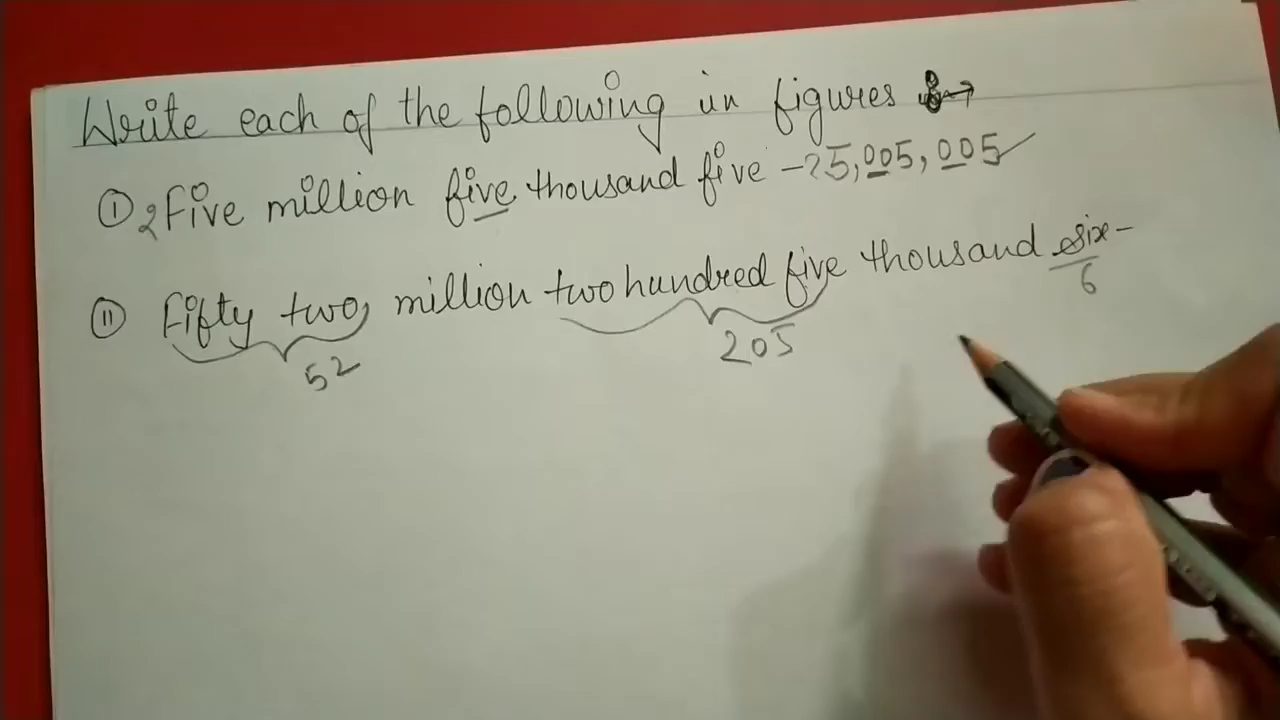 Write each of the following in figures
① Five million five thousand five - 5,005,005
⑪ Fifty two million two hundred five thousand six -
52 205 6